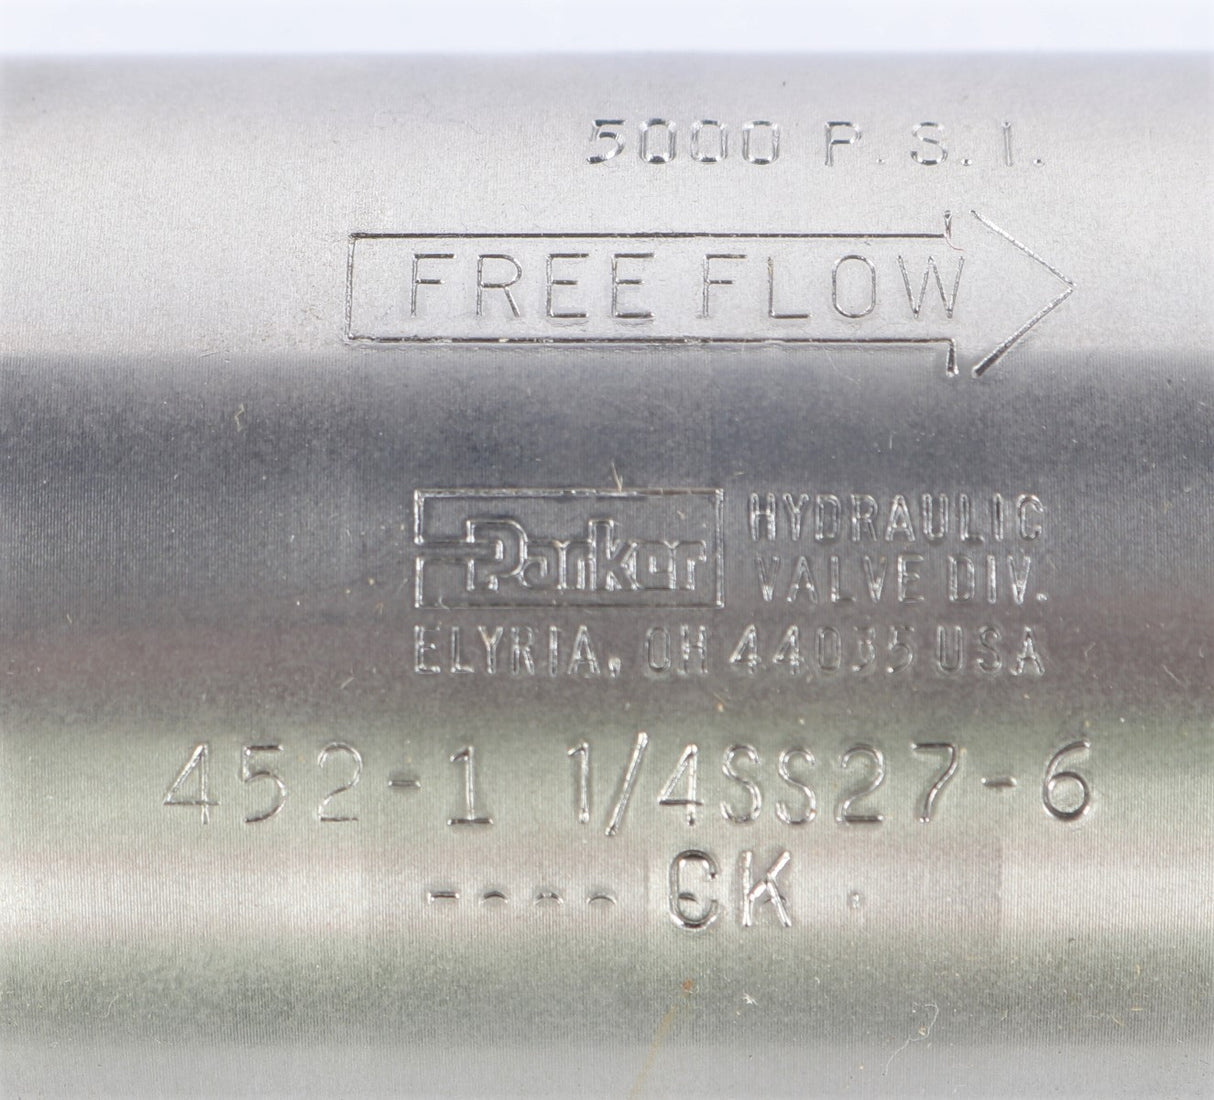 5000 P.S.I.
FREE FLOW
Parker HYDRAULIC
VALVE DIV.
ELYRIA, OH 44035 USA
452-1 1/4SS27-6
CK